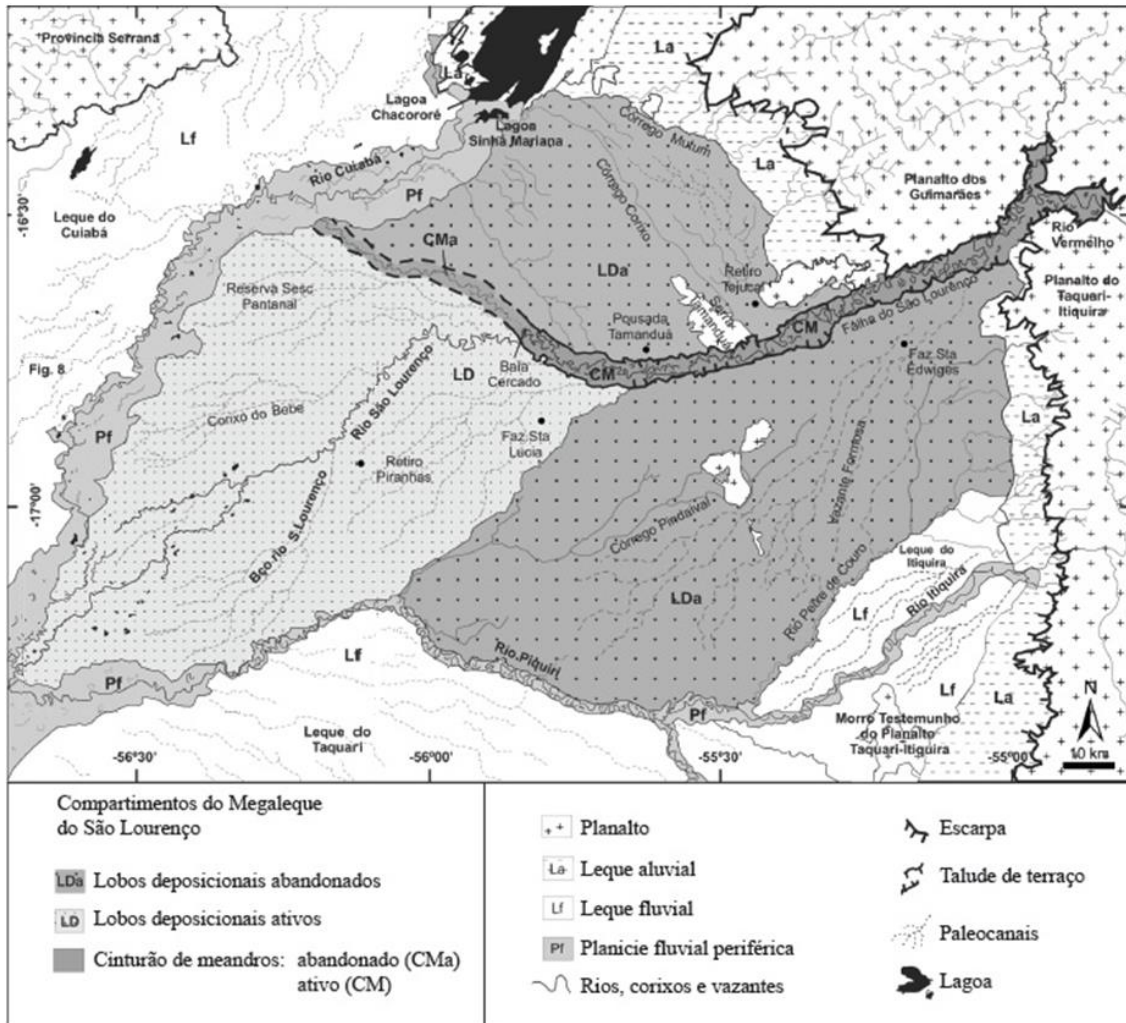 Província Serrana
La
La
Lagoa
Chacororé
Lagoa
Sinhá Mariana
Lf
Rio Cuiabá
Córrego Mutum
La
Planalto dos
Guimarães
-16°30'
Leque do
Cuiabá
Pf
Córrego Corixo
Rio
Vermelho
CMa
LDa
Retiro
Tejucal
Planalto do
Taquari-
Itiquira
Reserva Sesc
Pantanal
Serra
Tamanduá
Pousada
Tamanduá
CM
Falha do São Lourenço
Fig. 8
Rio São Lourenço
LD
Baía
Cercado
CM
Faz.Sta
Edwiges
Pf
Corixo do Bebe
Faz.Sta
Lucia
La
Retiro
Piranhas
Vazante Formosa
-17°00'
Bço rio S.Lourenço
Córrego Pindaival
Leque do
Itiquira
LDa
Rio Peixe de Couro
Lf
Rio Itiquira
Lf
Rio Piquiri
Pf
Pf
Lf
La
Morro Testemunho
do Planalto
Taquari-Itiquira
N
Leque do
Taquari
-56°30'
-56°00'
-55°30'
-55°00'
10 km
Compartimentos do Megaleque
do São Lourenço
LDa Lobos deposicionais abandonados
LD Lobos deposicionais ativos
Cinturão de meandros: abandonado (CMa)
ativo (CM)
Planalto
La Leque aluvial
Lf Leque fluvial
Pf Planicie fluvial periférica
Rios, corixos e vazantes
Escarpa
Talude de terraço
Paleocanais
Lagoa